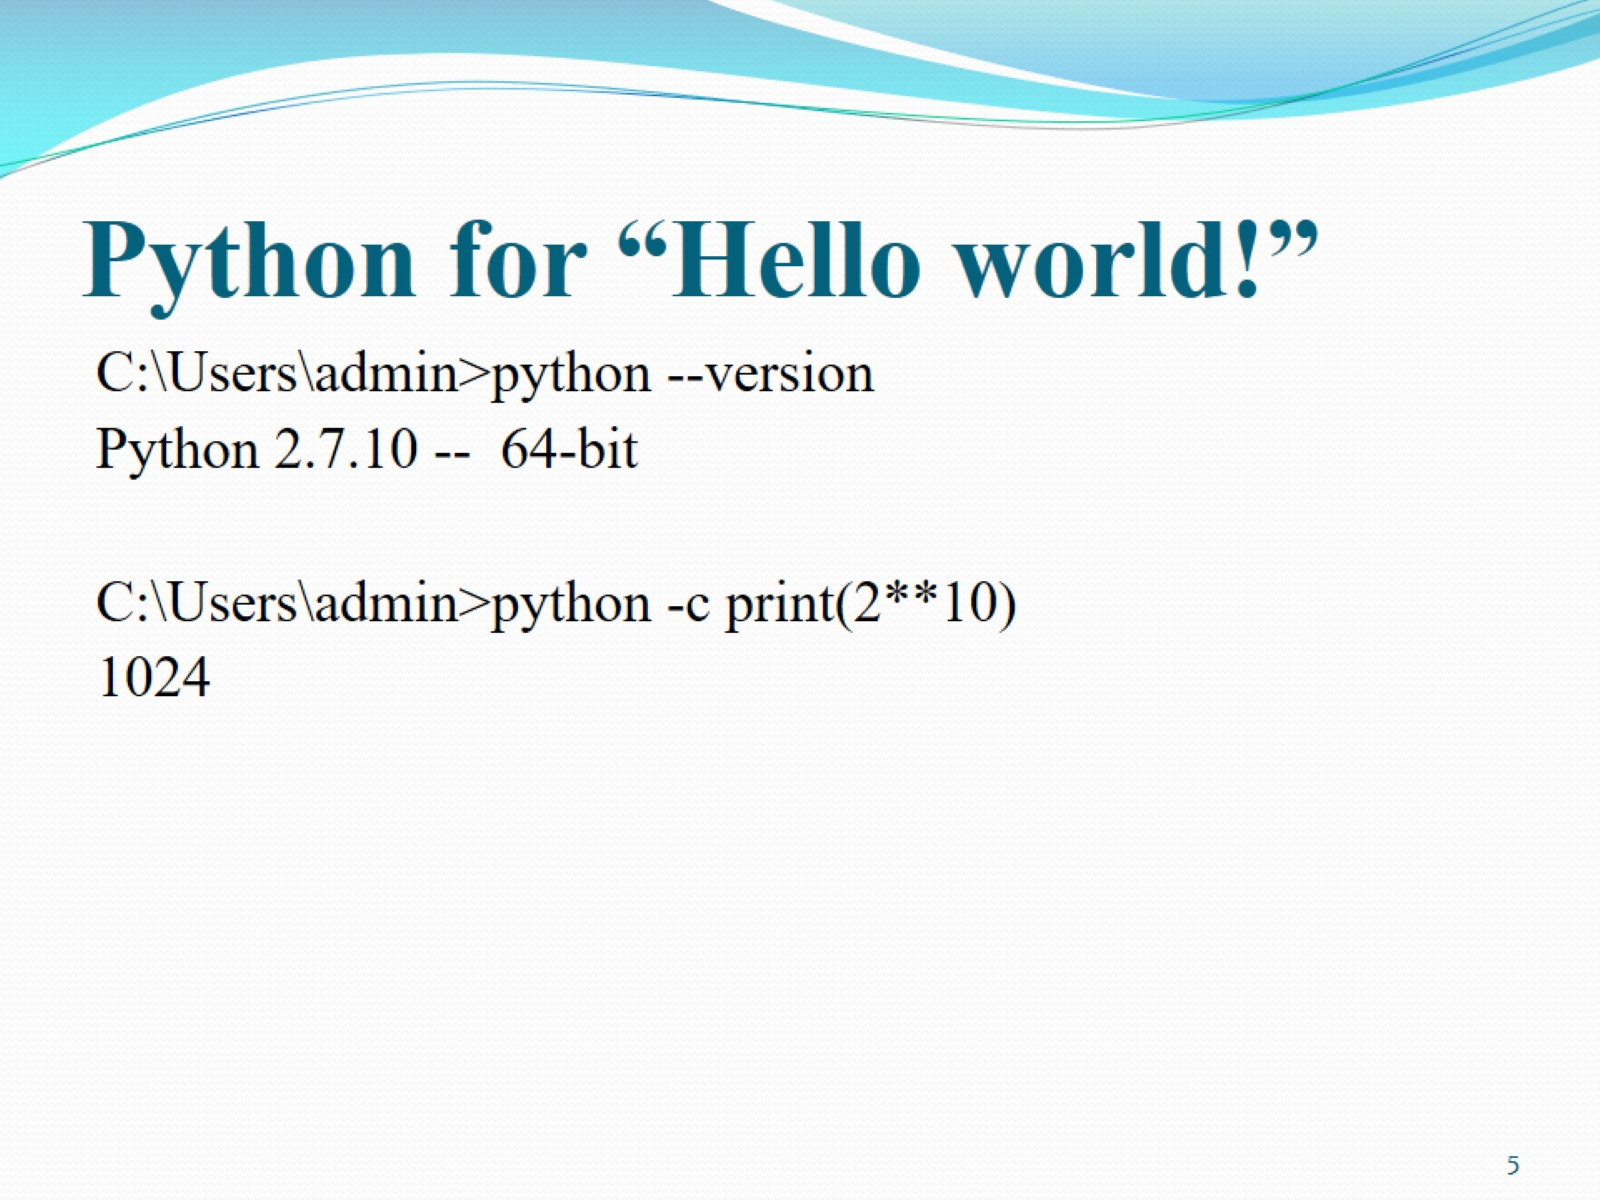 Python for “Hello world!”
C:\Users\admin>python --version
Python 2.7.10 --  64-bit
C:\Users\admin>python -c print(2**10)
1024
5